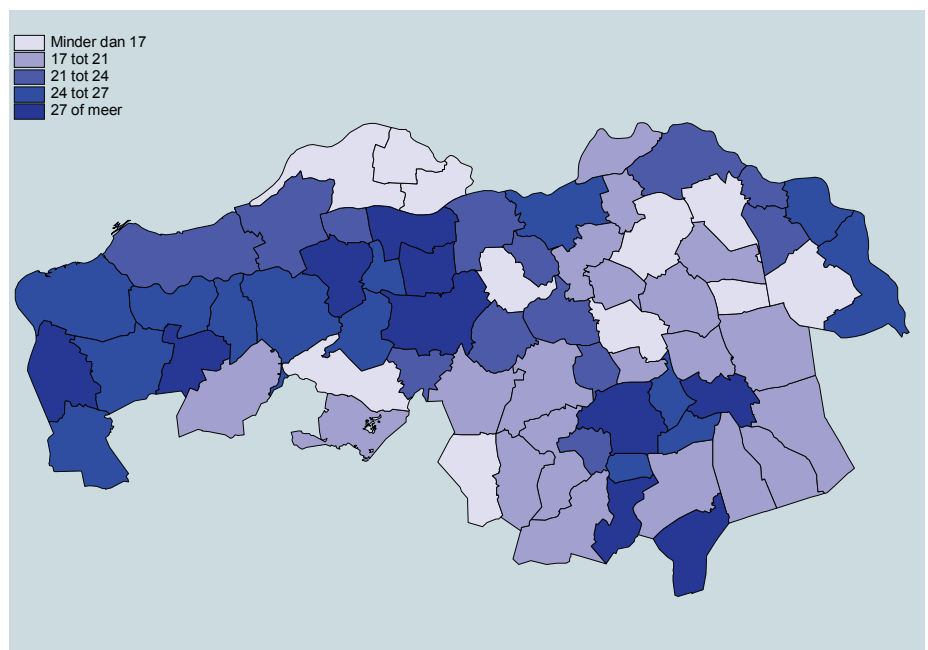 Minder dan 17
17 tot 21
21 tot 24
24 tot 27
27 of meer